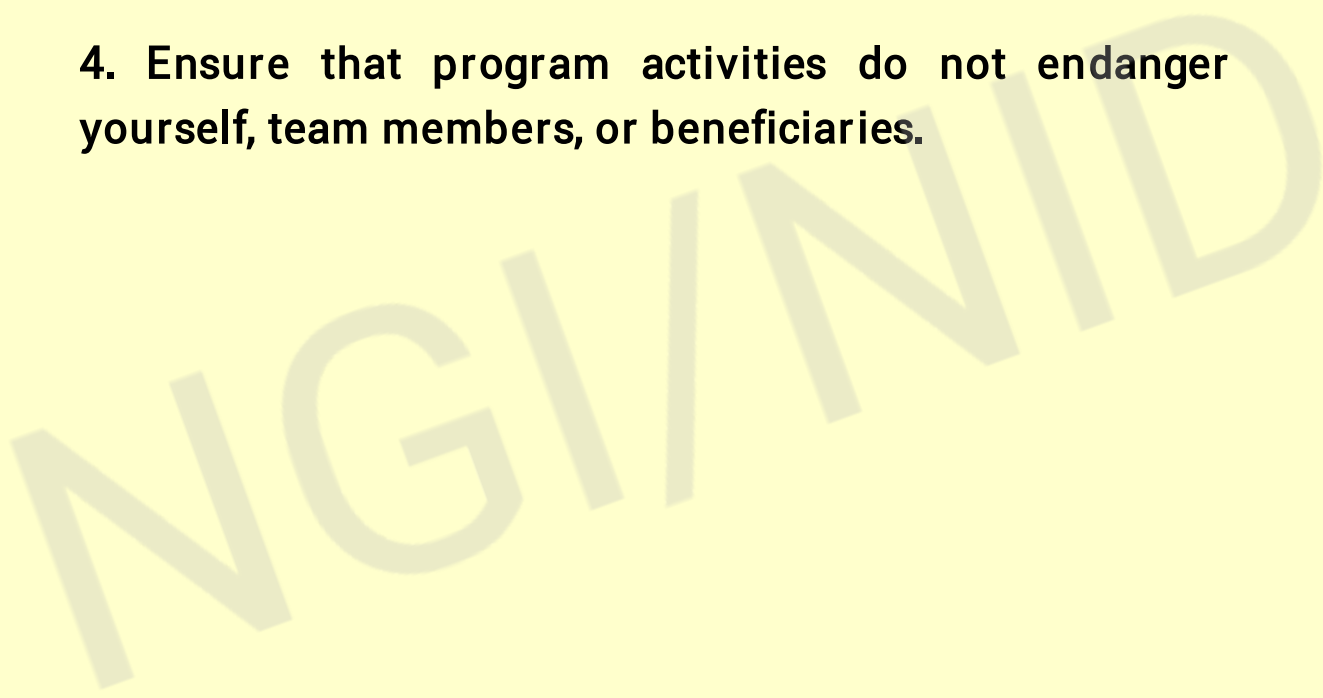 4. Ensure that program activities do not endanger
yourself, team members, or beneficiaries.
NGI/NID